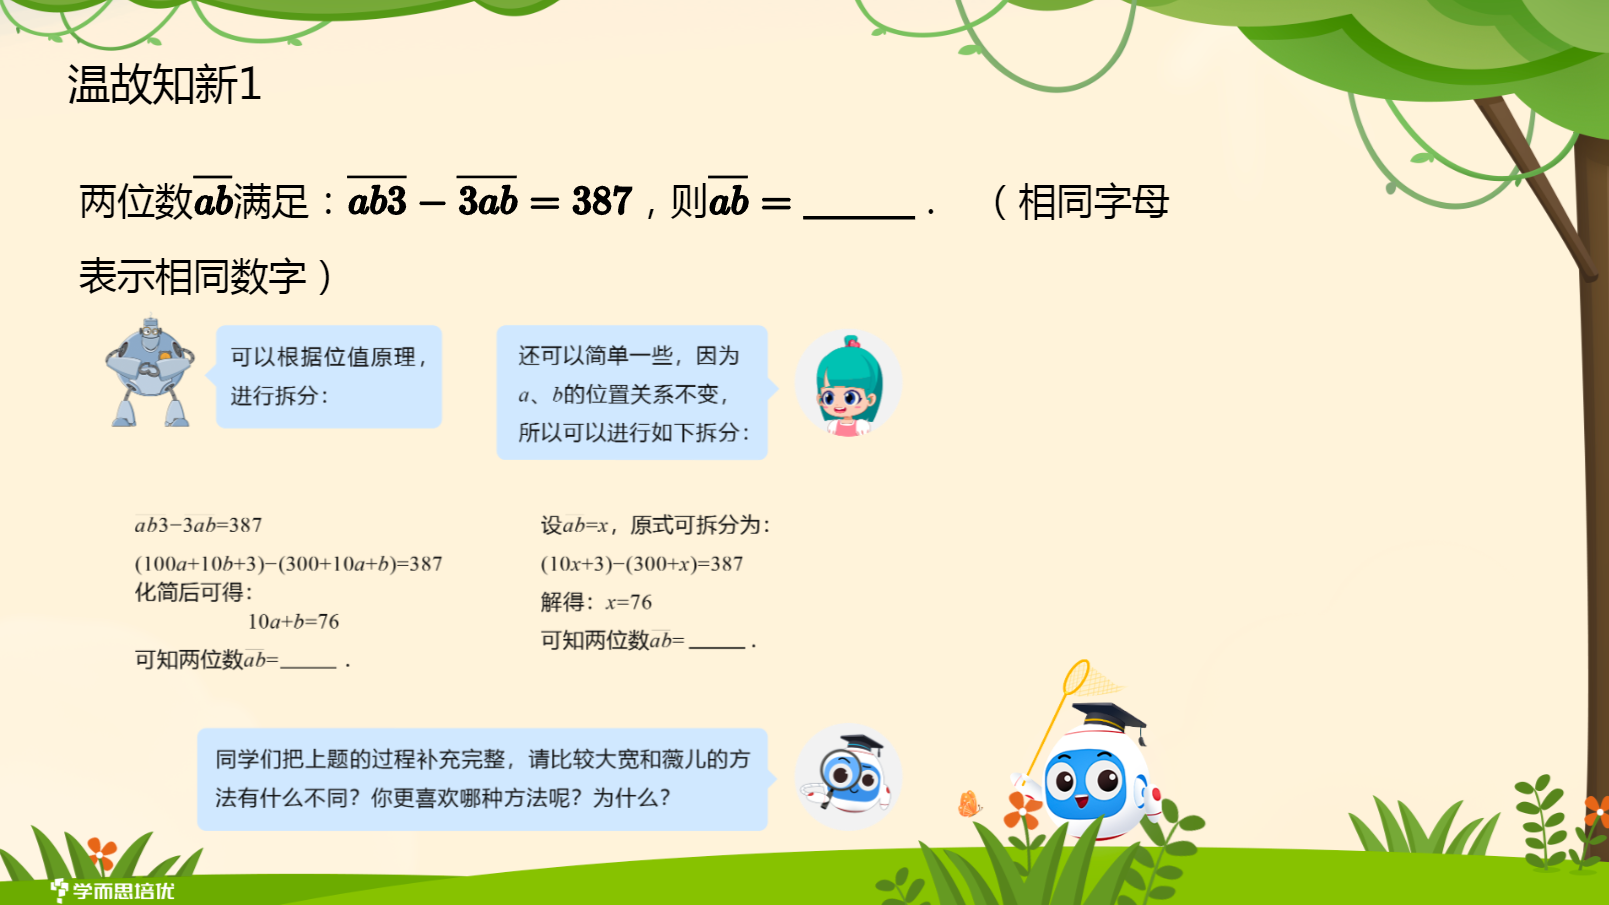 温故知新1
两位数ab满足：ab3 − 3ab = 387，则ab = ______．（相同字母
表示相同数字）
可以根据位值原理，
进行拆分：
还可以简单一些，因为
a、b的位置关系不变，
所以可以进行如下拆分：
ab3−3ab=387
(100a+10b+3)−(300+10a+b)=387
化简后可得：
10a+b=76
可知两位数ab=_____．
设ab=x，原式可拆分为：
(10x+3)−(300+x)=387
解得：x=76
可知两位数ab=_____．
同学们把上题的过程补充完整，请比较大宽和薇儿的方
法有什么不同？你更喜欢哪种方法呢？为什么？
学而思培优